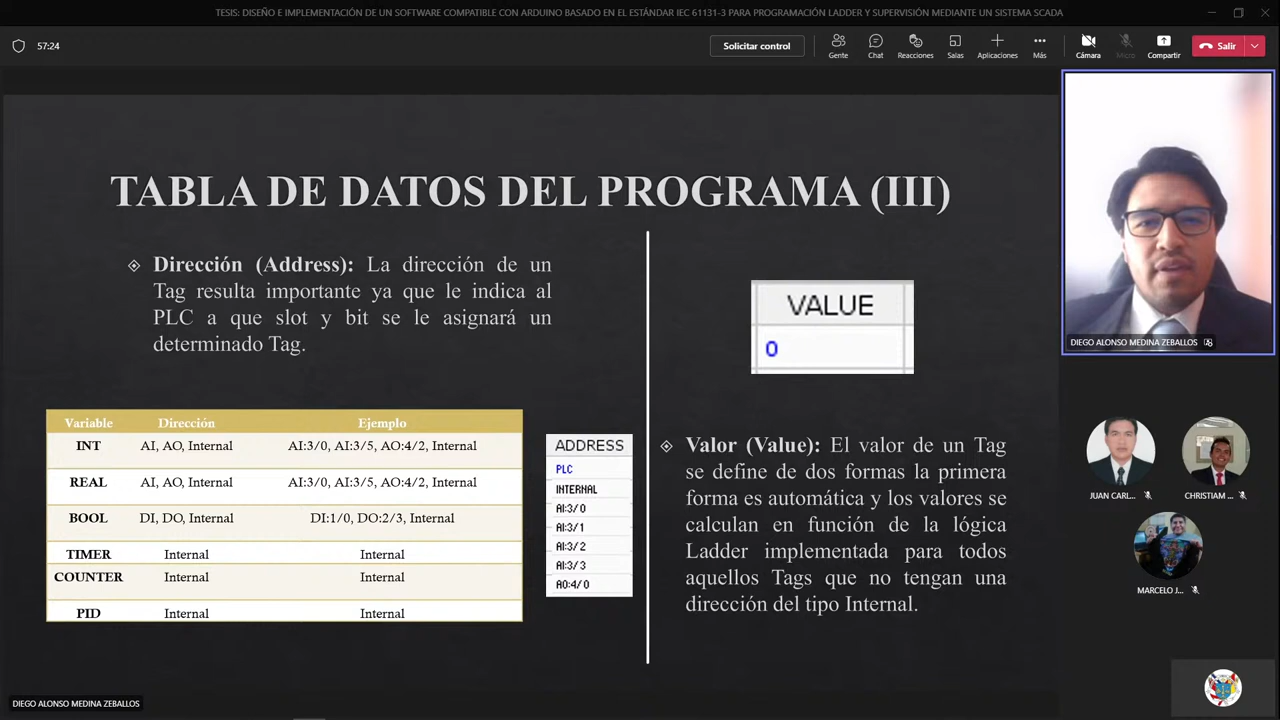 TESIS: DISEÑO E IMPLEMENTACIÓN DE UN SOFTWARE COMPATIBLE CON ARDUINO BASADO EN EL ESTÁNDAR IEC 61131-3 PARA PROGRAMACIÓN LADDER Y SUPERVISIÓN MEDIANTE UN SISTEMA SCADA
57:24
Solicitar control
Gente
Chat
Reacciones
Salas
Aplicaciones
Más
Cámara
Micro
Compartir
Salir
TABLA DE DATOS DEL PROGRAMA (III)
Dirección (Address): La dirección de un
Tag resulta importante ya que le indica al
PLC a que slot y bit se le asignará un
determinado Tag.
Variable Dirección Ejemplo
INT AI, AO, Internal AI:3/0, AI:3/5, AO:4/2, Internal
REAL AI, AO, Internal AI:3/0, AI:3/5, AO:4/2, Internal
BOOL DI, DO, Internal DI:1/0, DO:2/3, Internal
TIMER Internal Internal
COUNTER Internal Internal
PID Internal Internal
ADDRESS
PLC
INTERNAL
AI:3/0
AI:3/1
AI:3/2
AI:3/3
AO:4/0
VALUE
0
Valor (Value): El valor de un Tag
se define de dos formas la primera
forma es automática y los valores se
calculan en función de la lógica
Ladder implementada para todos
aquellos Tags que no tengan una
dirección del tipo Internal.
DIEGO ALONSO MEDINA ZEBALLOS
JUAN CARL...
CHRISTIAM ...
MARCELO J...
DIEGO ALONSO MEDINA ZEBALLOS